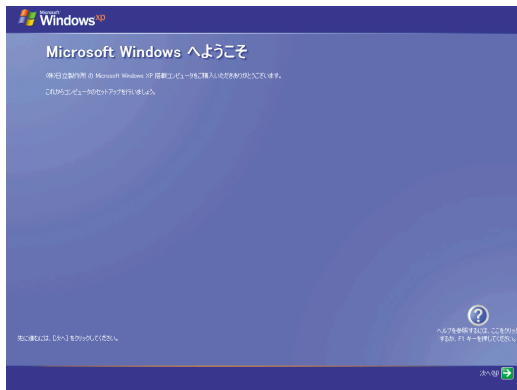 Microsoft
Windows xp
Microsoft Windows へようこそ
(株)日立製作所 の Microsoft Windows XP 搭載コンピュータをご購入いただきありがとうございます。
これからコンピュータのセットアップを行いましょう。
ヘルプを参照するには、ここをクリック
するか、F1 キーを押してください。
先に進むには、[次へ] をクリックしてください。
次へ(N)